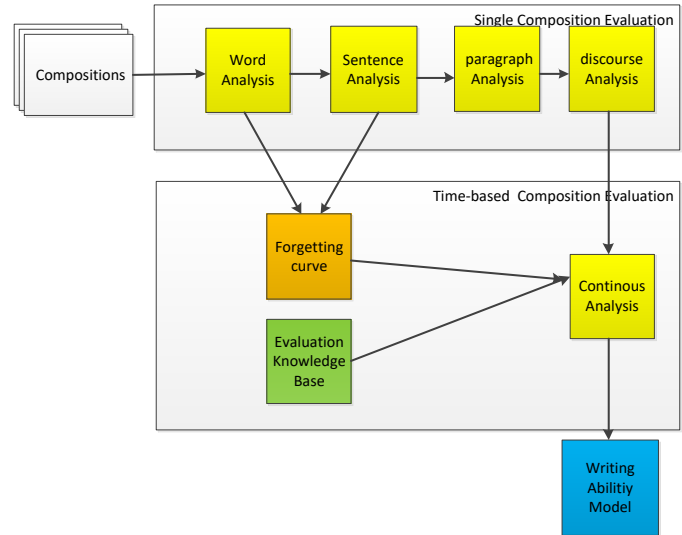 Single Composition Evaluation
Compositions
Word
Analysis
Sentence
Analysis
paragraph
Analysis
discourse
Analysis
Time-based  Composition Evaluation
Forgetting
curve
Continous
Analysis
Evaluation
Knowledge
Base
Writing
Abilitiy
Model